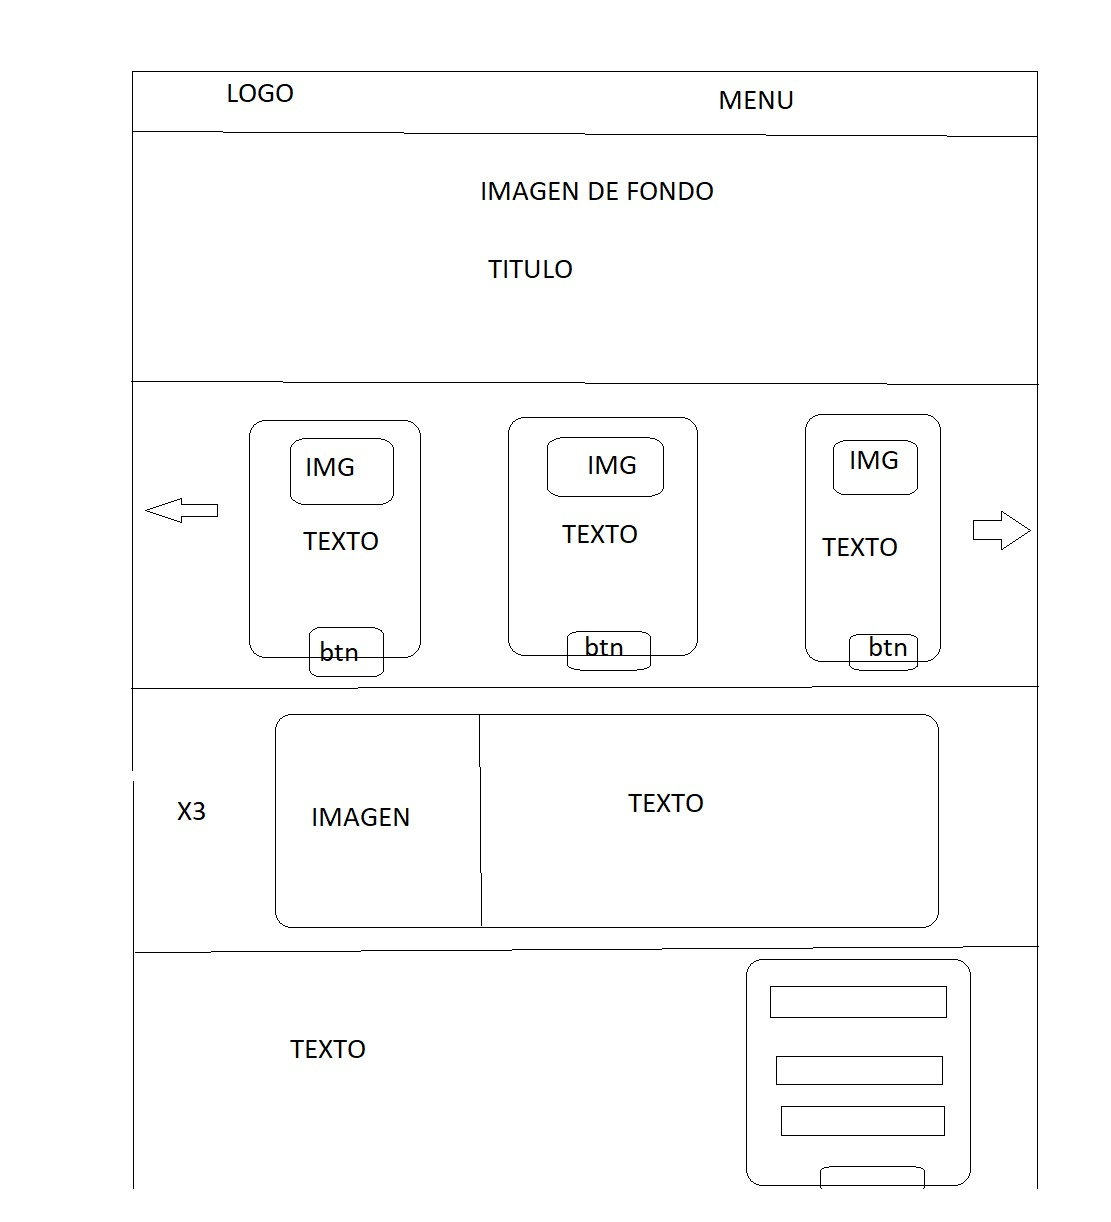 LOGO
MENU
IMAGEN DE FONDO
TITULO
IMG
IMG
IMG
TEXTO
TEXTO
TEXTO
btn
btn
btn
X3
IMAGEN
TEXTO
TEXTO